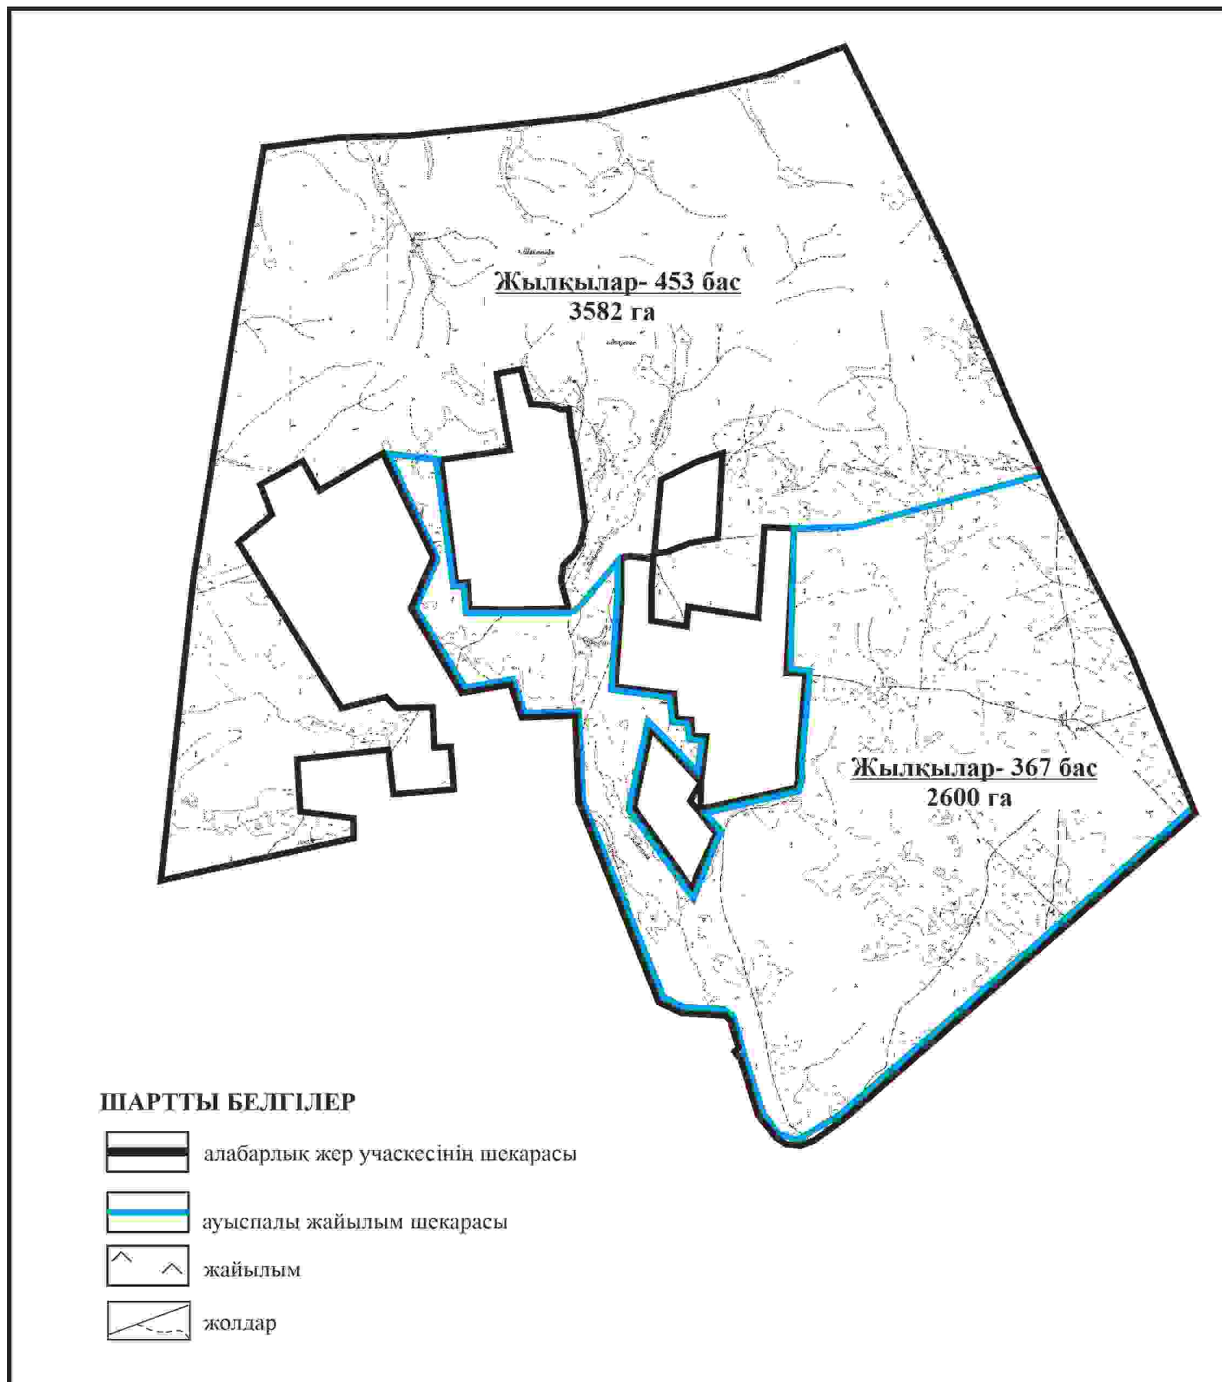 Жылқылар- 453 бас
3582 га
Жылқылар- 367 бас
2600 га
ШАРТТЫ БЕЛГІЛЕР
алабарлық жер учаскесінің шекарасы
ауыспалы жайылым шекарасы
жайылым
жолдар